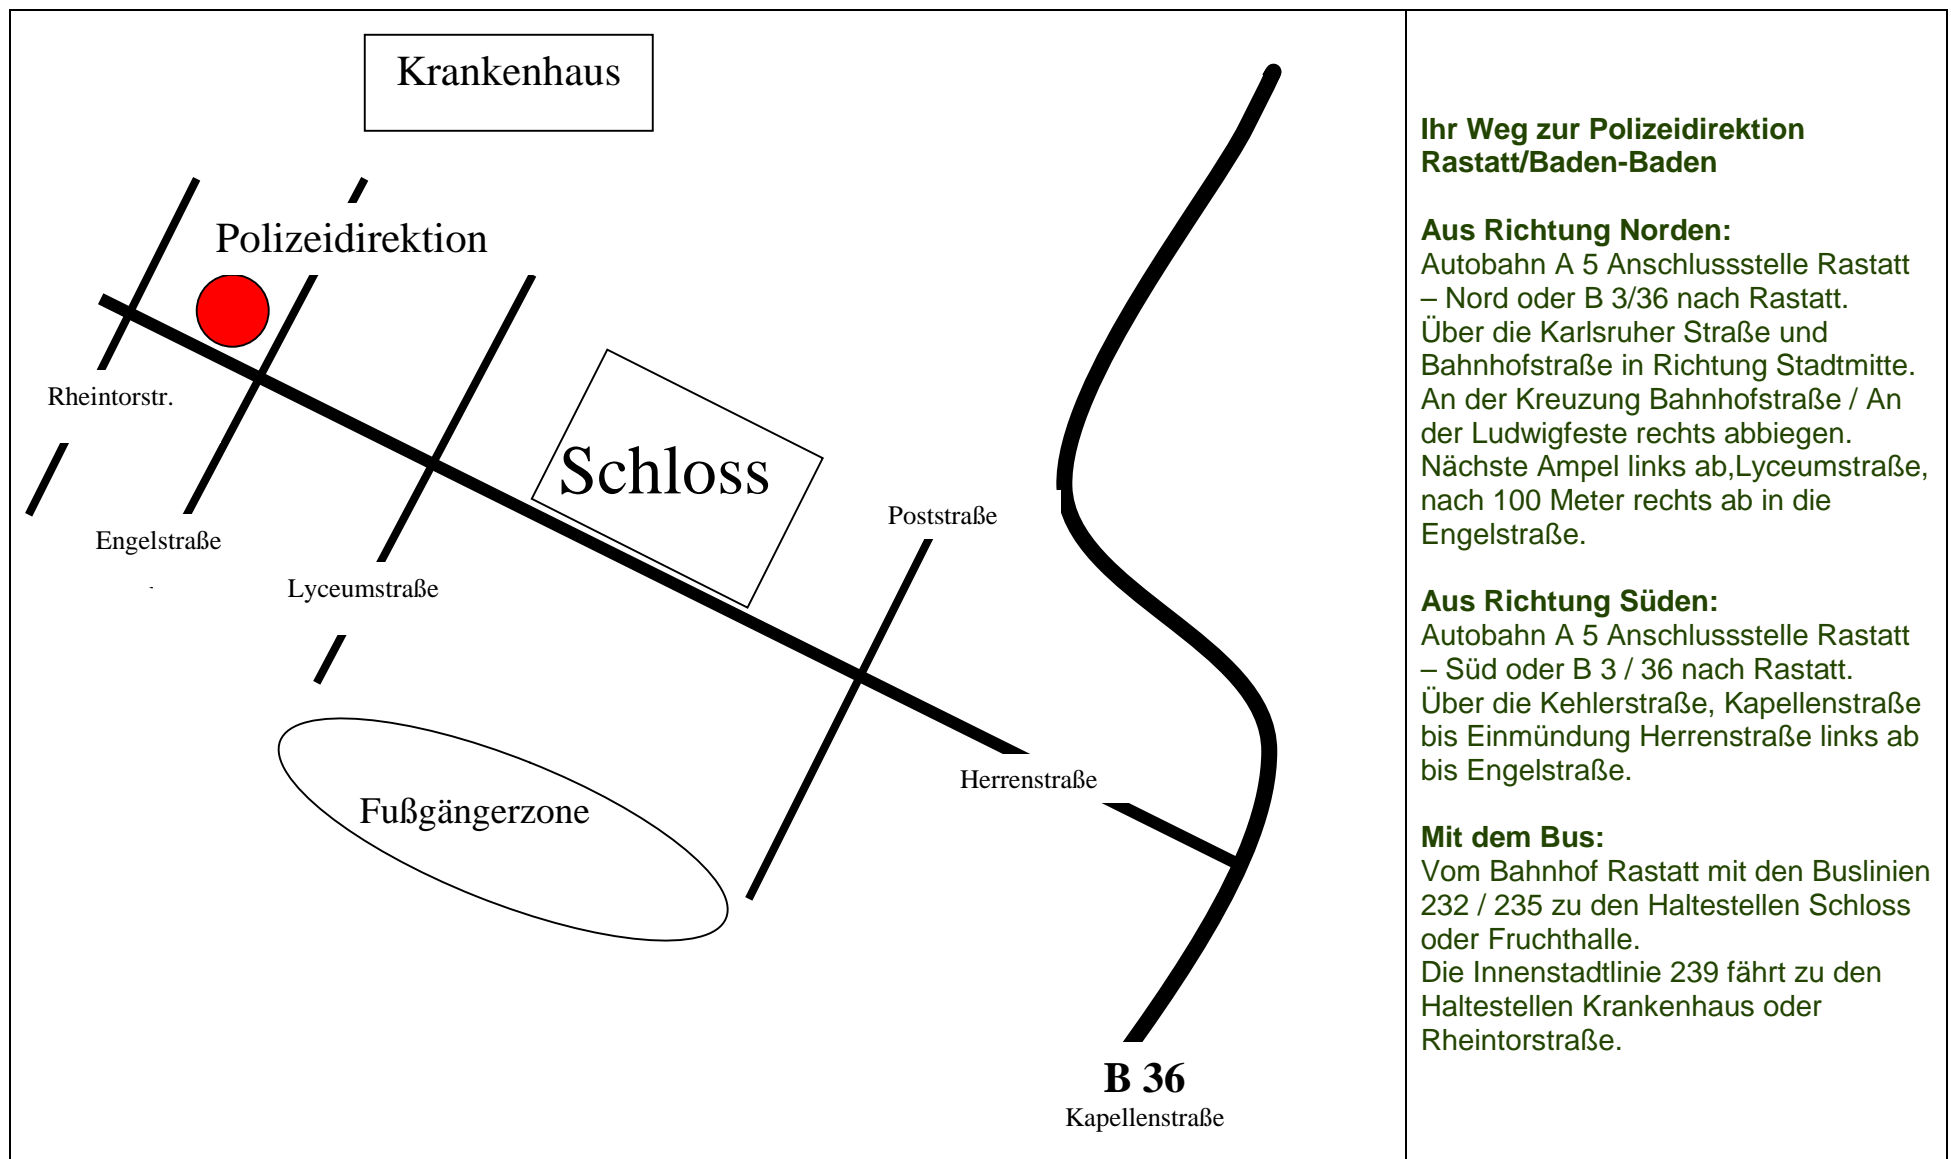 Krankenhaus
Polizeidirektion
Rheintorstr.
Schloss
Poststraße
Engelstraße
Lyceumstraße
Herrenstraße
Fußgängerzone
B 36
Kapellenstraße
Ihr Weg zur Polizeidirektion
Rastatt/Baden-Baden
Aus Richtung Norden:
Autobahn A 5 Anschlussstelle Rastatt
– Nord oder B 3/36 nach Rastatt.
Über die Karlsruher Straße und
Bahnhofstraße in Richtung Stadtmitte.
An der Kreuzung Bahnhofstraße / An
der Ludwigfeste rechts abbiegen.
Nächste Ampel links ab,Lyceumstraße,
nach 100 Meter rechts ab in die
Engelstraße.
Aus Richtung Süden:
Autobahn A 5 Anschlussstelle Rastatt
– Süd oder B 3 / 36 nach Rastatt.
Über die Kehlerstraße, Kapellenstraße
bis Einmündung Herrenstraße links ab
bis Engelstraße.
Mit dem Bus:
Vom Bahnhof Rastatt mit den Buslinien
232 / 235 zu den Haltestellen Schloss
oder Fruchthalle.
Die Innenstadtlinie 239 fährt zu den
Haltestellen Krankenhaus oder
Rheintorstraße.